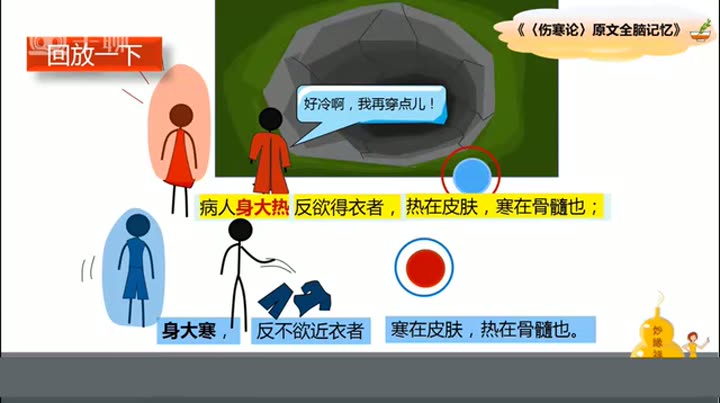 千聊
回放一下
《〈伤寒论〉原文全脑记忆》
好冷啊，我再穿点儿！
病人身大热 反欲得衣者， 热在皮肤，寒在骨髓也；
身大寒， 反不欲近衣者 寒在皮肤，热在骨髓也。